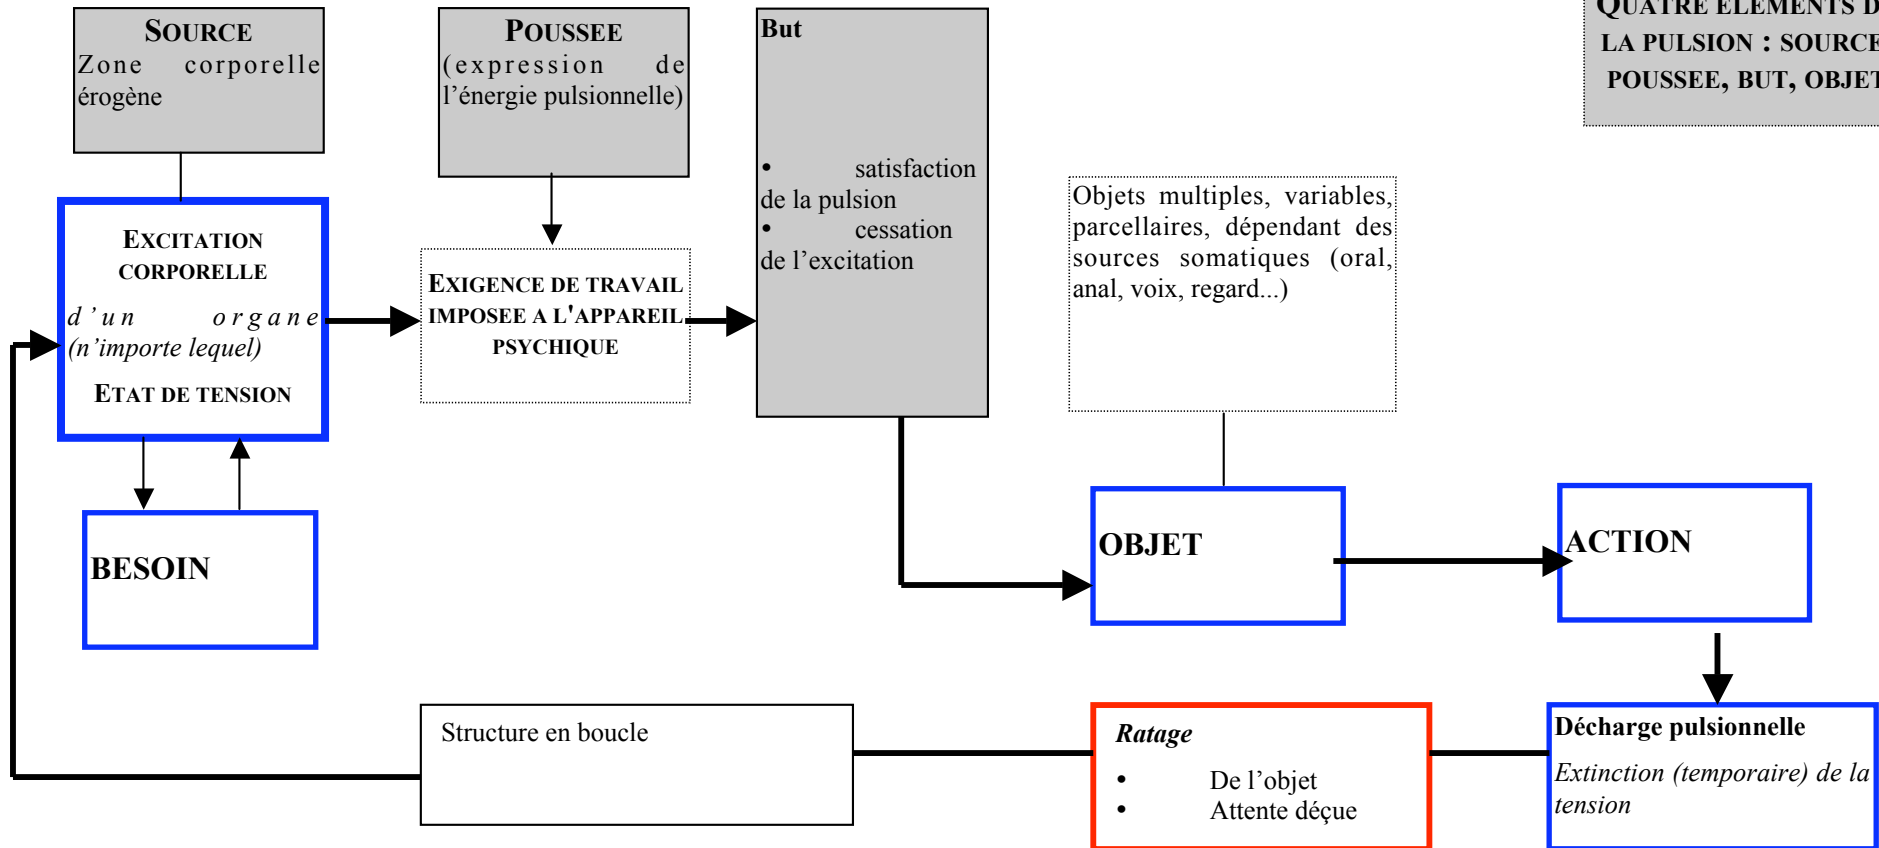 SOURCE
Zone corporelle
érogène
POUSSEE
(expression de
l’énergie pulsionnelle)
But
• satisfaction
de la pulsion
• cessation
de l’excitation
QUATRE ELEMENTS D
LA PULSION : SOURCE
POUSSEE, BUT, OBJET
EXCITATION
CORPORELLE
d’un organe
(n’importe lequel)
ETAT DE TENSION
EXIGENCE DE TRAVAIL
IMPOSEE A L'APPAREIL
PSYCHIQUE
Objets multiples, variables,
parcellaires, dépendant des
sources somatiques (oral,
anal, voix, regard...)
BESOIN
OBJET
ACTION
Structure en boucle
Ratage
• De l’objet
• Attente déçue
Décharge pulsionnelle
Extinction (temporaire) de la
tension